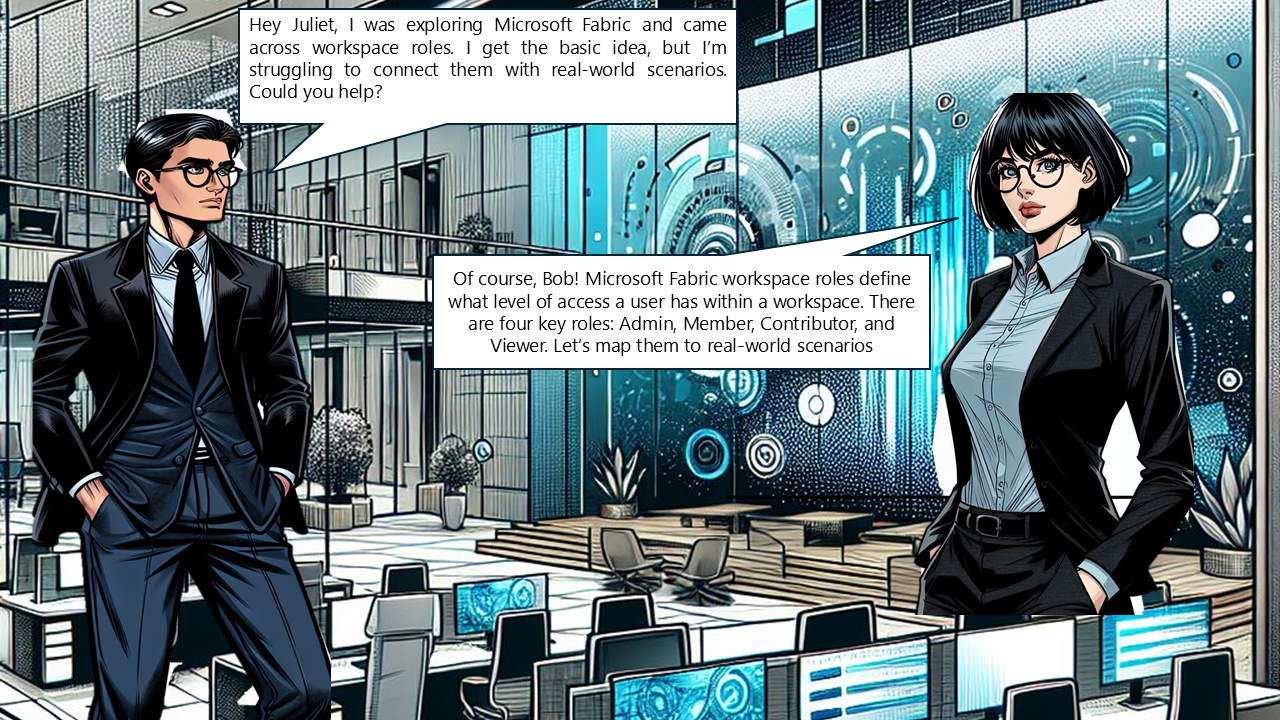 Hey Juliet, I was exploring Microsoft Fabric and came
across workspace roles. I get the basic idea, but I'm
struggling to connect them with real-world scenarios.
Could you help?
Of course, Bob! Microsoft Fabric workspace roles define
what level of access a user has within a workspace. There
are four key roles: Admin, Member, Contributor, and
Viewer. Let's map them to real-world scenarios